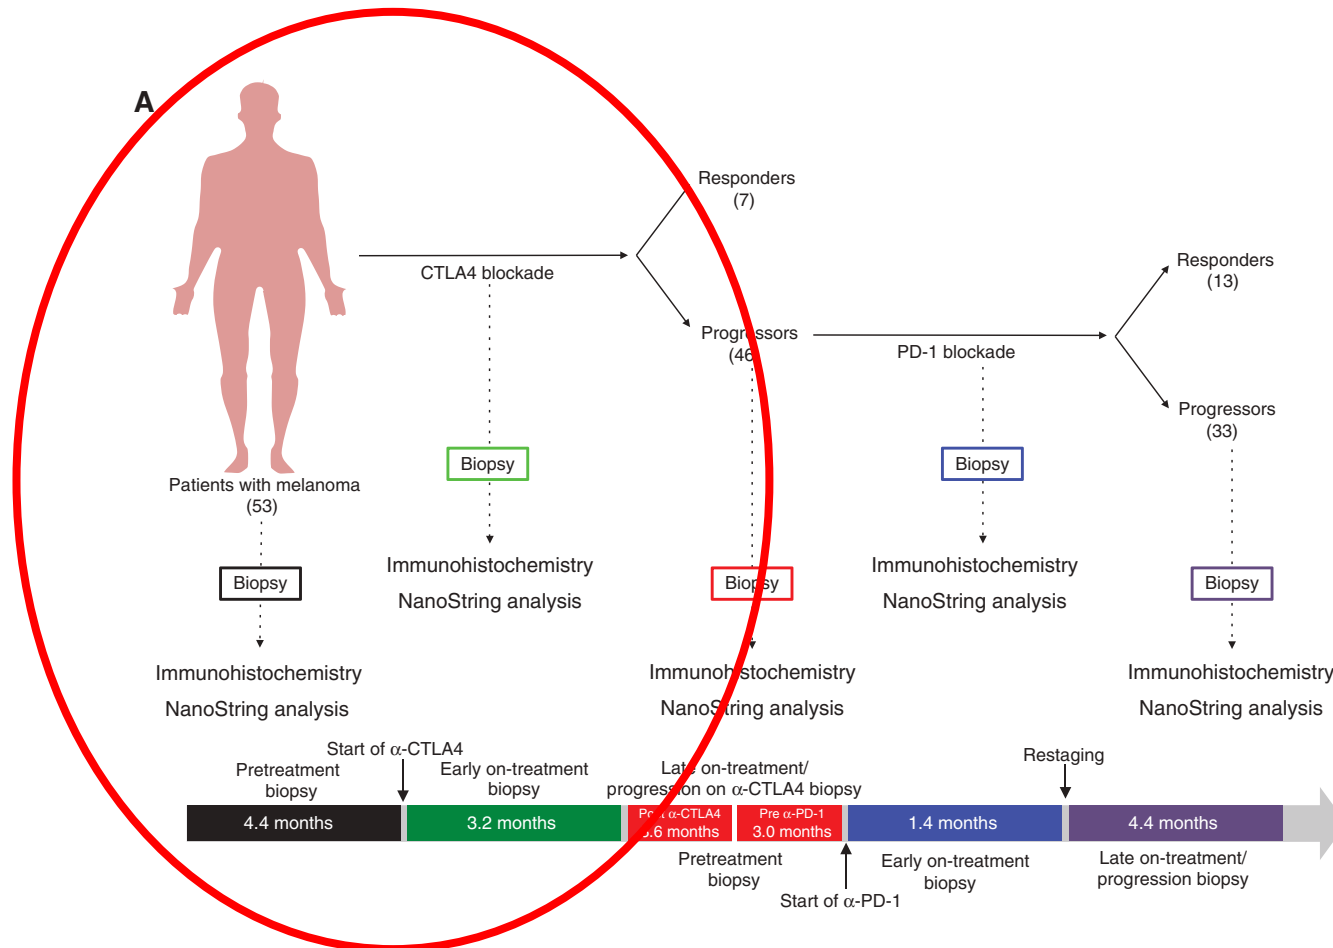 A
Responders
(7)
CTLA4 blockade
Progressors
(46)
Responders
(13)
PD-1 blockade
Progressors
(33)
Patients with melanoma
(53)
Biopsy
Immunohistochemistry
NanoString analysis
Biopsy
Immunohistochemistry
NanoString analysis
Biopsy
Immunohistochemistry
NanoString analysis
Biopsy
Immunohistochemistry
NanoString analysis
Biopsy
Immunohistochemistry
NanoString analysis
Start of α-CTLA4
Restaging
Pretreatment
biopsy
Early on-treatment
biopsy
Late on-treatment/
progression on α-CTLA4 biopsy
4.4 months
3.2 months
Post α-CTLA4
months
Pre α-PD-1
3.0 months
1.4 months
4.4 months
Pretreatment
biopsy
Early on-treatment
biopsy
Late on-treatment/
progression biopsy
Start of α-PD-1